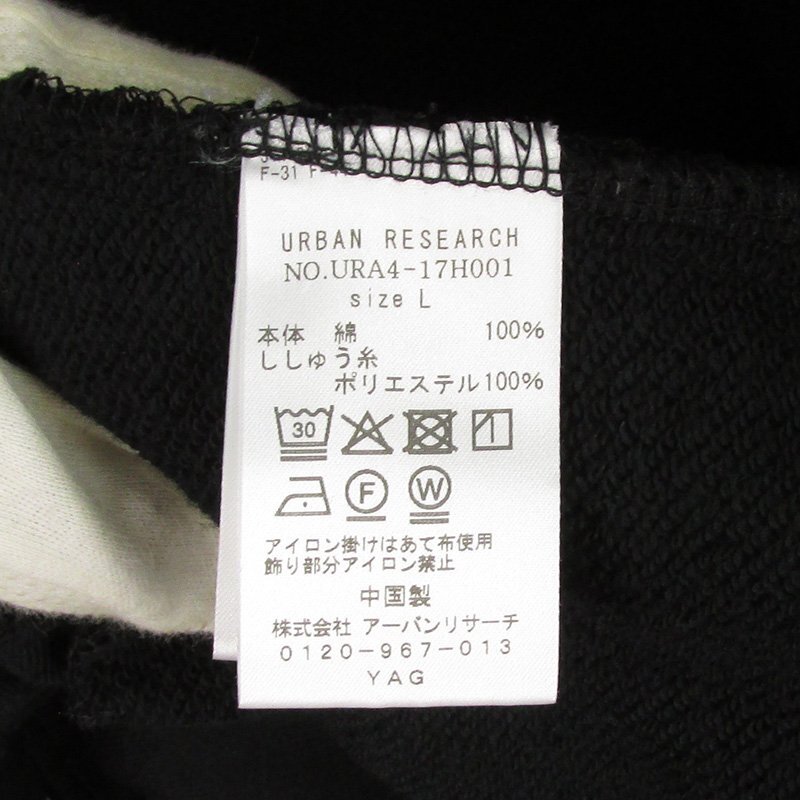 F-31 F-
URBAN RESEARCH
NO.URA4-17H001
size L
本体 綿 100%
ししゅう糸
ポリエステル100%
30
F W
アイロン掛けはあて布使用
飾り部分アイロン禁止
中国製
株式会社 アーバンリサーチ
0120-967-013
YAG